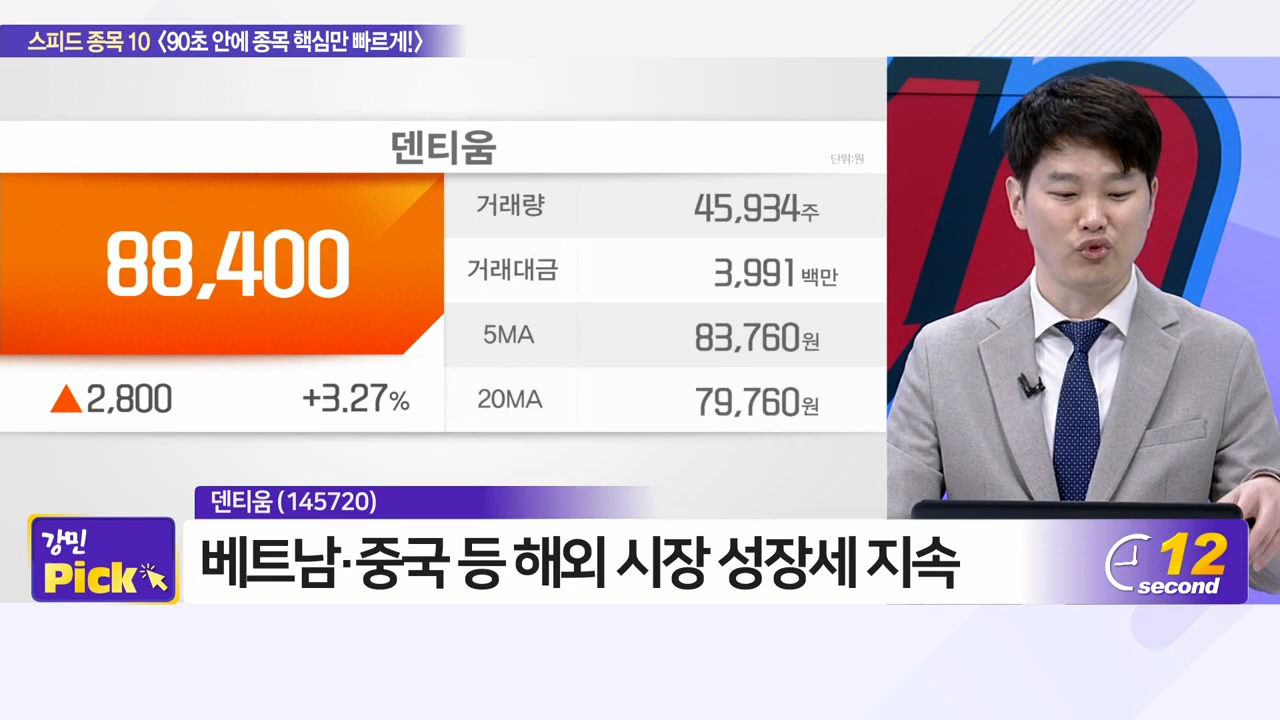 스피드 종목 10 〈90초 안에 종목 핵심만 빠르게!〉
덴티움
단위:원
88,400
▲2,800 +3.27%
거래량 45,934주
거래대금 3,991백만
5MA 83,760원
20MA 79,760원
덴티움 (145720)
강민
Pick
베트남·중국 등 해외 시장 성장세 지속
12
second